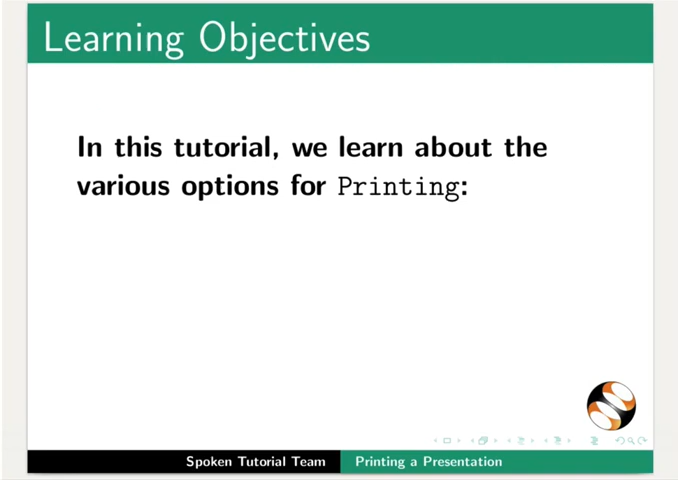 Learning Objectives
In this tutorial, we learn about the
various options for Printing:
Spoken Tutorial Team
Printing a Presentation